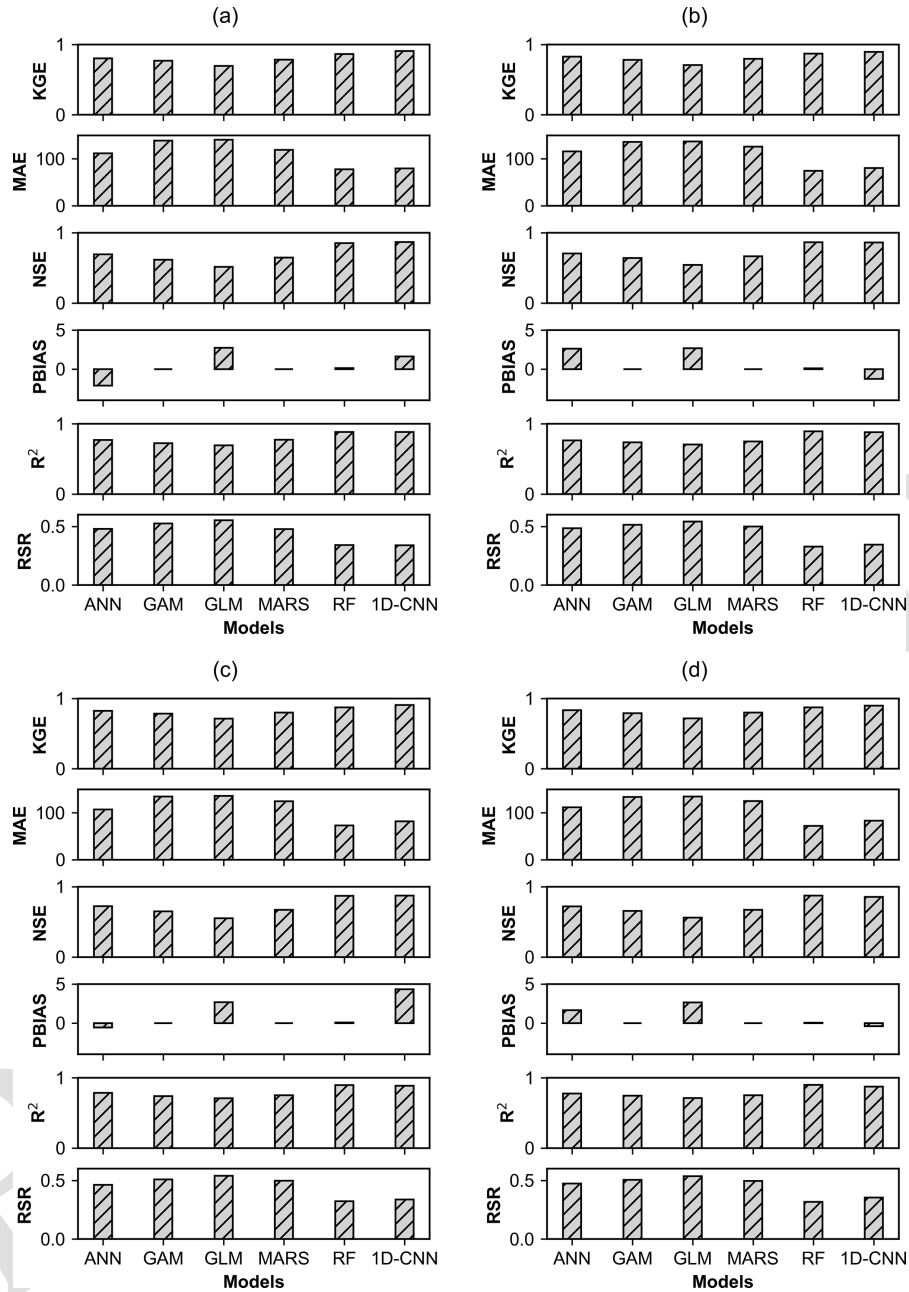 (a)
KGE
1
0
MAE
100
0
NSE
1
0
PBIAS
5
0
R²
1
0
RSR
0.5
0.0
ANN GAM GLM MARS RF 1D-CNN
Models
(b)
KGE
1
0
MAE
100
0
NSE
1
0
PBIAS
5
0
R²
1
0
RSR
0.5
0.0
ANN GAM GLM MARS RF 1D-CNN
Models
(c)
KGE
1
0
MAE
100
0
NSE
1
0
PBIAS
5
0
R²
1
0
RSR
0.5
0.0
ANN GAM GLM MARS RF 1D-CNN
Models
(d)
KGE
1
0
MAE
100
0
NSE
1
0
PBIAS
5
0
R²
1
0
RSR
0.5
0.0
ANN GAM GLM MARS RF 1D-CNN
Models